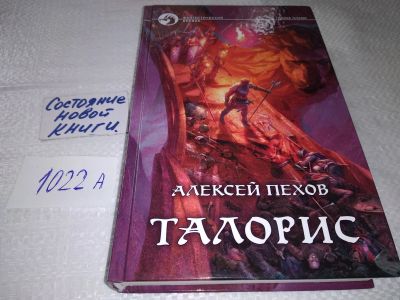 Состояние
новой
книги.
1022 А
АЛЕКСЕЙ ПЕХОВ
ТАЛОРИС